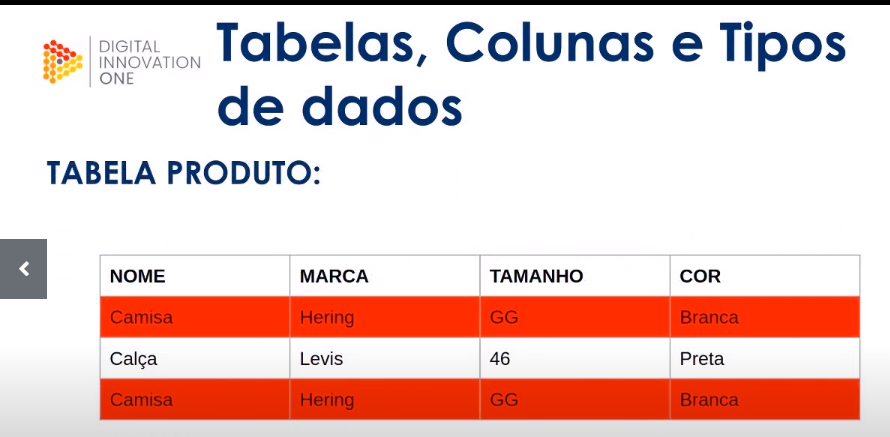 DIGITAL
INNOVATION
ONE
Tabelas, Colunas e Tipos
de dados
TABELA PRODUTO:
NOME MARCA TAMANHO COR
Camisa Hering GG Branca
Calça Levis 46 Preta
Camisa Hering GG Branca